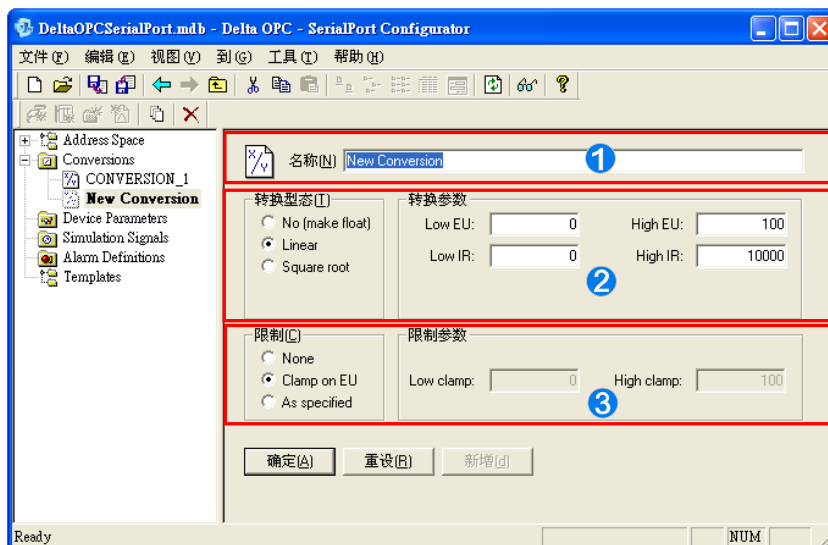 DeltaOPCSerialPort.mdb - Delta OPC - SerialPort Configurator
文件(F) 编辑(E) 视图(V) 到(G) 工具(T) 帮助(H)
Address Space
Conversions
CONVERSION_1
New Conversion
Device Parameters
Simulation Signals
Alarm Definitions
Templates
X/Y 名称(N) New Conversion 1
转换型态(T) 转换参数
No (make float) Low EU: 0 High EU: 100
Linear Low IR: 0 High IR: 10000
Square root 2
限制(C) 限制参数
None
Clamp on EU Low clamp: 0 High clamp: 100
As specified 3
确定(A) 重设(R) 新增(d)
Ready NUM